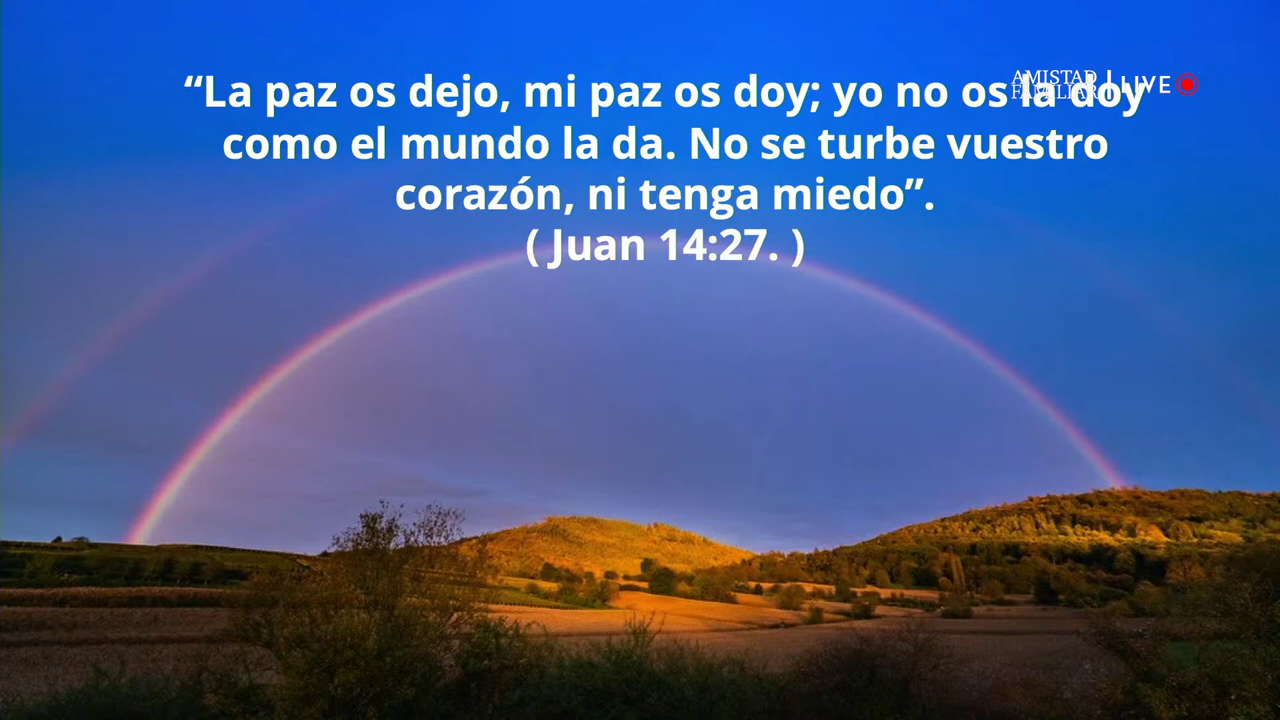 “La paz os dejo, mi paz os doy; yo no os la doy
como el mundo la da. No se turbe vuestro
corazón, ni tenga miedo”.
( Juan 14:27. )
AMISTAD
FAMILIAR
LIVE